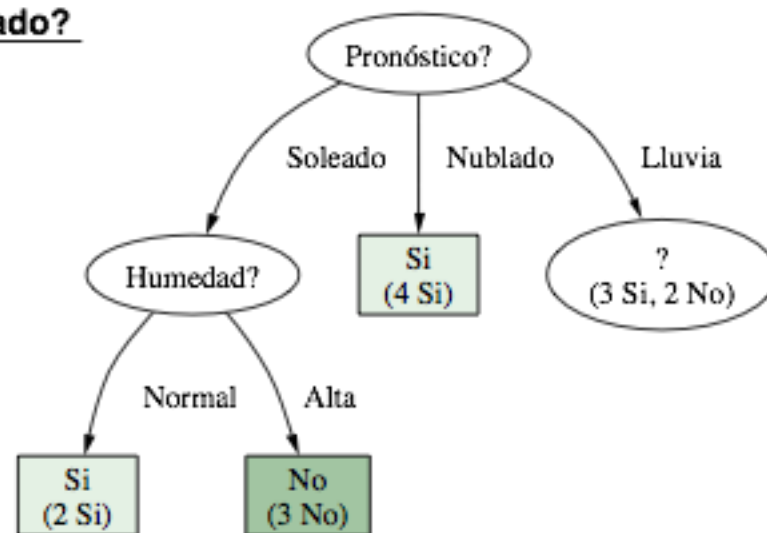 ado?
Pronóstico?
Soleado
Nublado
Lluvia
Humedad?
Si
(4 Si)
?
(3 Si, 2 No)
Normal
Alta
Si
(2 Si)
No
(3 No)